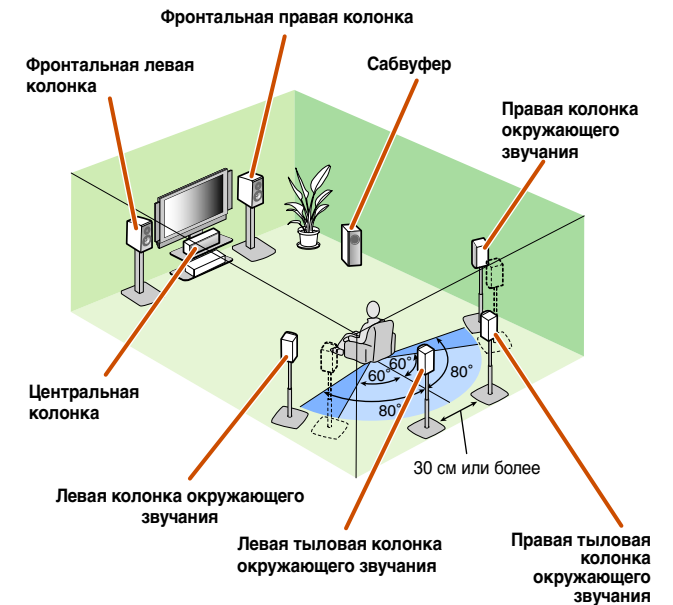 Фронтальная правая колонка
Фронтальная левая
колонка
Сабвуфер
Правая колонка
окружающего
звучания
60°
60°
80°
80°
Центральная
колонка
30 см или более
Левая колонка окружающего
звучания
Левая тыловая колонка
окружающего звучания
Правая тыловая
колонка
окружающего
звучания